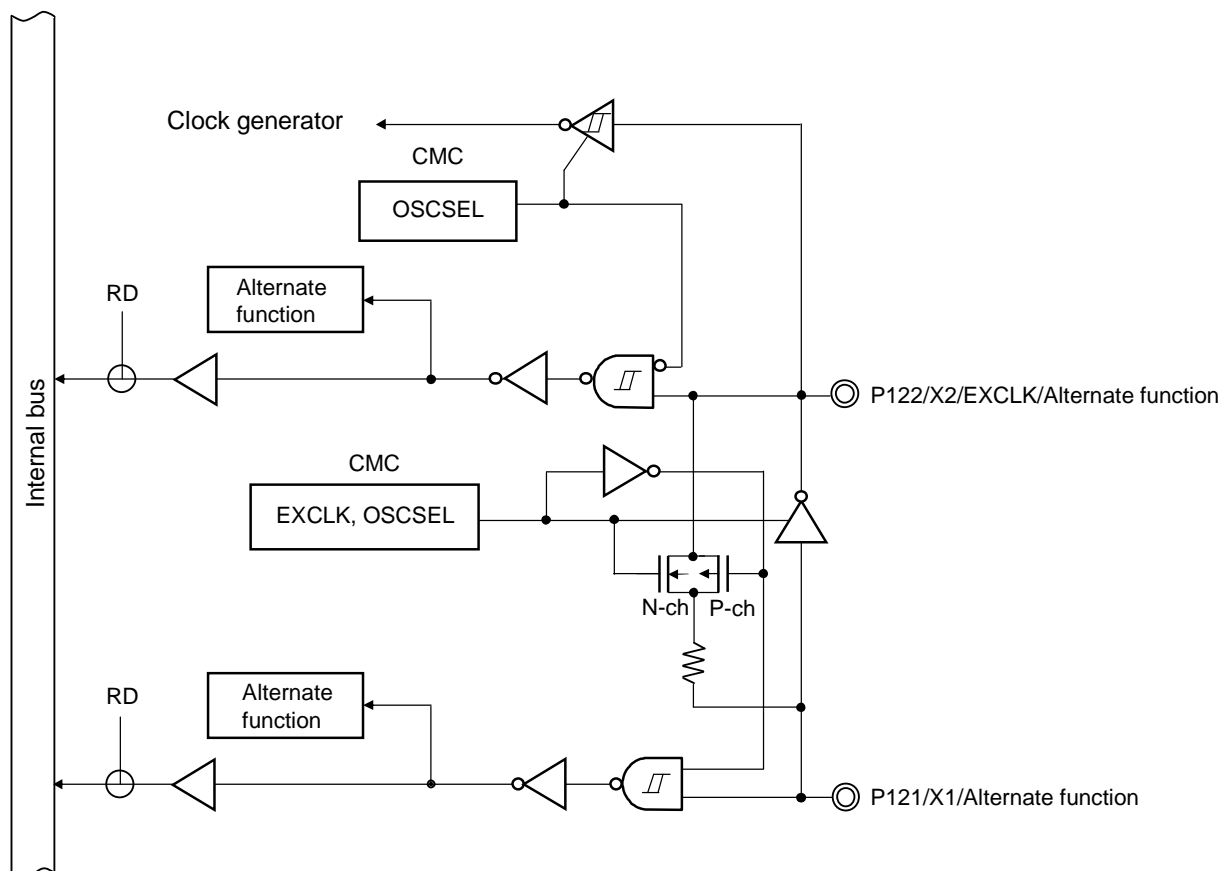 Clock generator
CMC
OSCSEL
RD
Alternate
function
P122/X2/EXCLK/Alternate function
Internal bus
CMC
EXCLK, OSCSEL
N-ch
P-ch
RD
Alternate
function
P121/X1/Alternate function